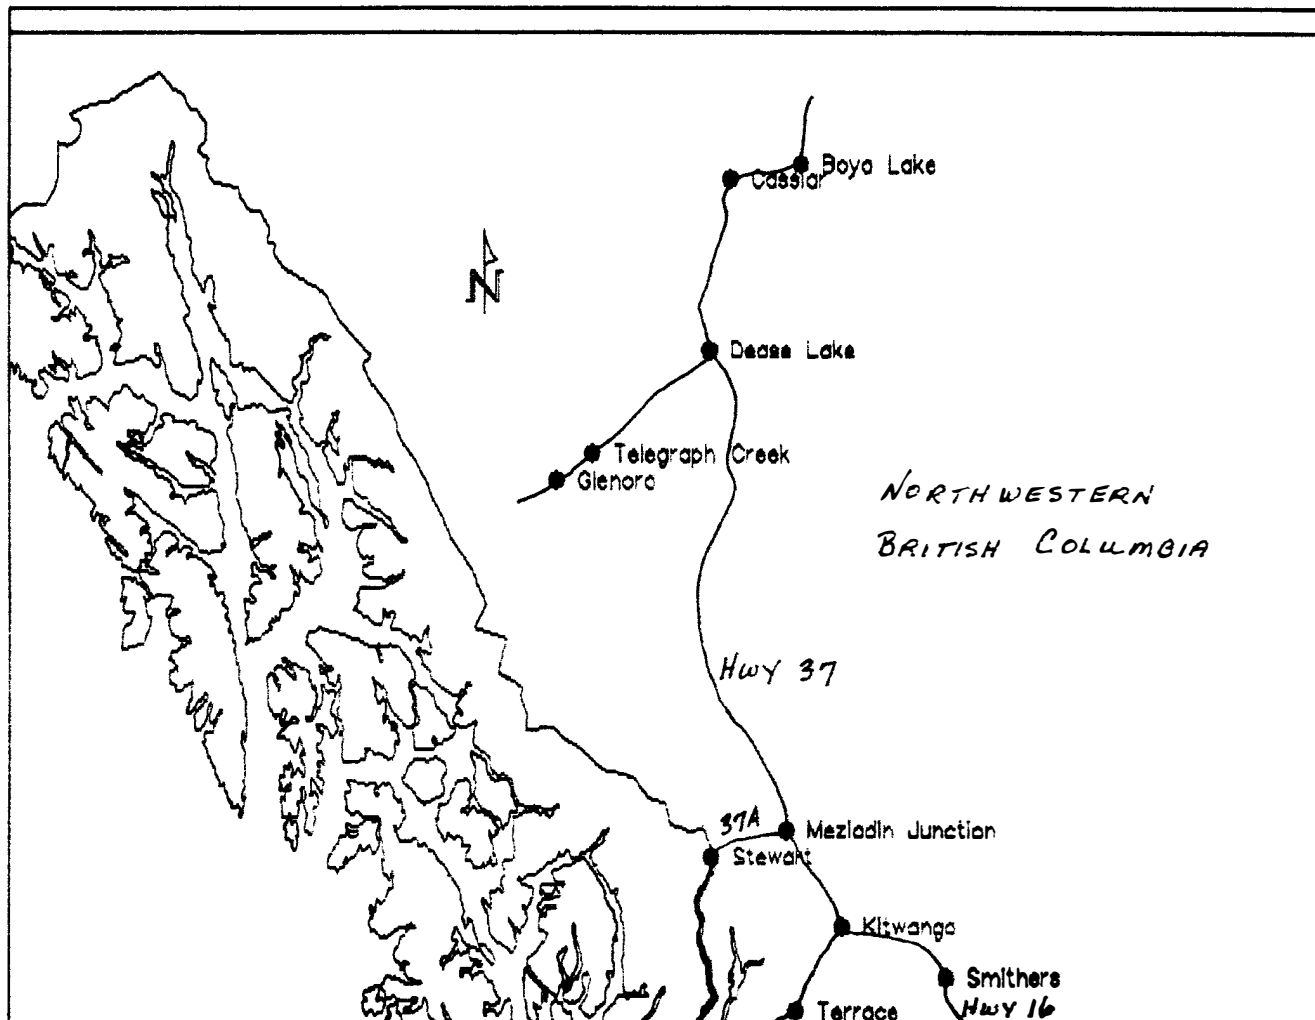 Boya Lake
Cassiar
N
Dease Lake
Telegraph Creek
Glenora
NORTHWESTERN
BRITISH COLUMBIA
HWY 37
37A
Meziadin Junction
Stewart
Kitwanga
Smithers
HWY 16
Terrace